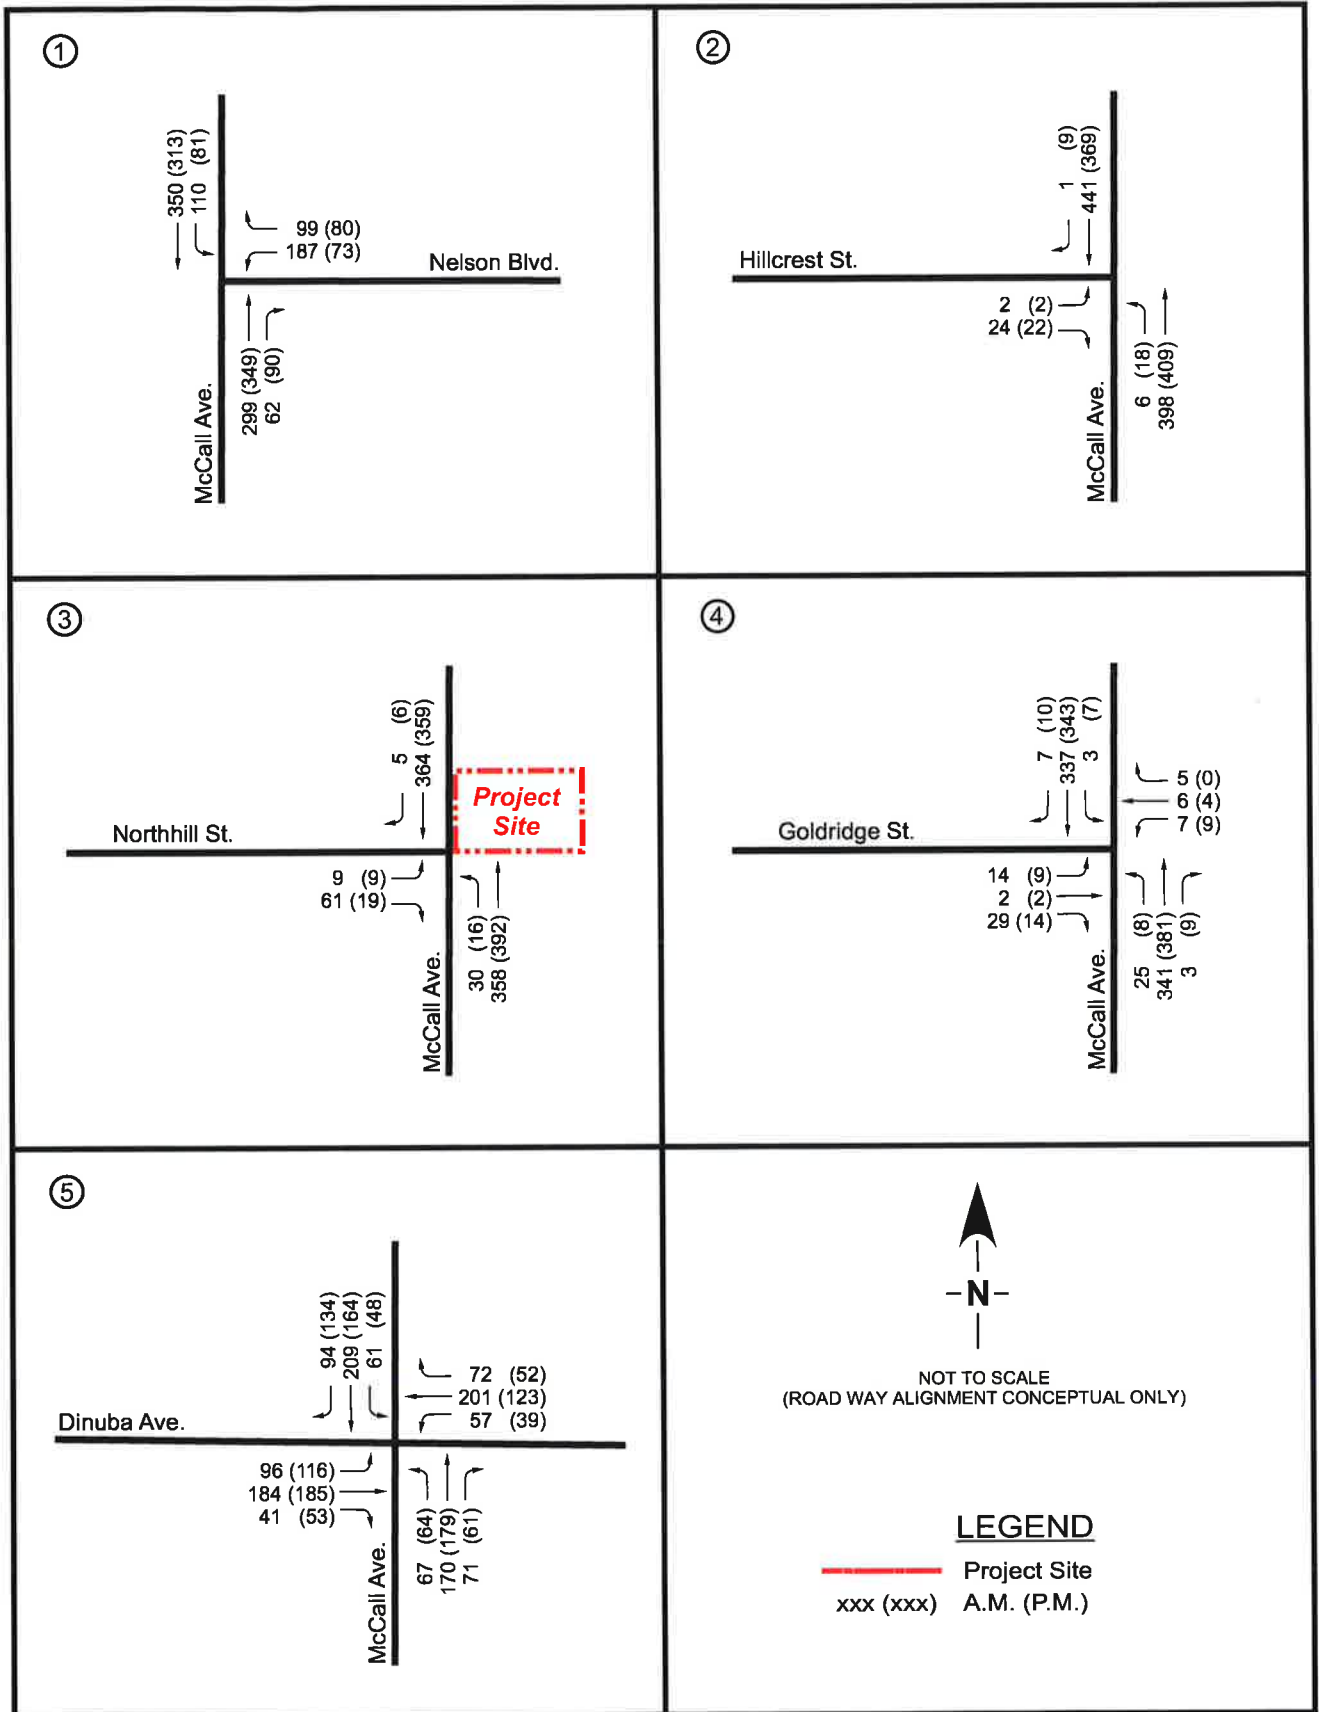 1
350 (313)
110 (81)
99 (80)
187 (73)
Nelson Blvd.
299 (349)
62 (90)
McCall Ave.
2
1 (9)
441 (369)
Hillcrest St.
2 (2)
24 (22)
6 (18)
398 (409)
McCall Ave.
3
5 (6)
364 (359)
Project
Site
Northhill St.
9 (9)
61 (19)
30 (16)
358 (392)
McCall Ave.
4
7 (10)
337 (343)
3 (7)
5 (0)
6 (4)
7 (9)
Goldridge St.
14 (9)
2 (2)
29 (14)
25 (8)
341 (381)
3 (9)
McCall Ave.
5
94 (134)
209 (164)
61 (48)
72 (52)
201 (123)
57 (39)
Dinuba Ave.
96 (116)
184 (185)
41 (53)
67 (64)
170 (179)
71 (61)
McCall Ave.
-N-
NOT TO SCALE
(ROAD WAY ALIGNMENT CONCEPTUAL ONLY)
LEGEND
Project Site
xxx (xxx) A.M. (P.M.)